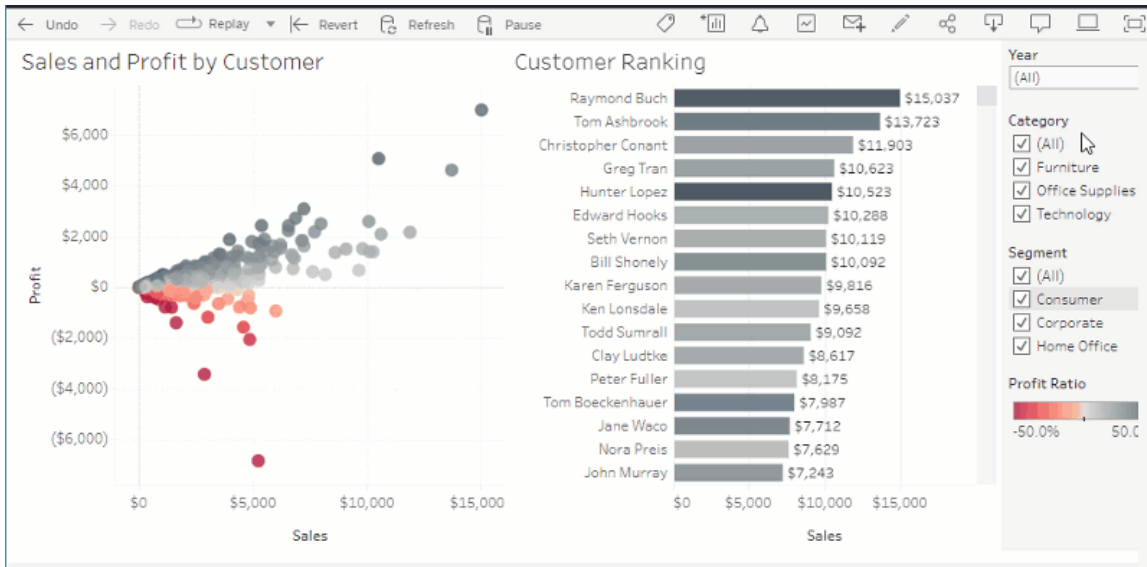 Undo Redo Replay Revert Refresh Pause
Sales and Profit by Customer
$6,000
$4,000
$2,000
$0
($2,000)
($4,000)
($6,000)
Profit
$0 $5,000 $10,000 $15,000
Sales
Customer Ranking
Raymond Buch $15,037
Tom Ashbrook $13,723
Christopher Conant $11,903
Greg Tran $10,623
Hunter Lopez $10,523
Edward Hooks $10,288
Seth Vernon $10,119
Bill Shonely $10,092
Karen Ferguson $9,816
Ken Lonsdale $9,658
Todd Sumrall $9,092
Clay Ludtke $8,617
Peter Fuller $8,175
Tom Boeckenhauer $7,987
Jane Waco $7,712
Nora Preis $7,629
John Murray $7,243
$0 $5,000 $10,000 $15,000
Sales
Year
(All)
Category
(All)
Furniture
Office Supplies
Technology
Segment
(All)
Consumer
Corporate
Home Office
Profit Ratio
-50.0% 50.0